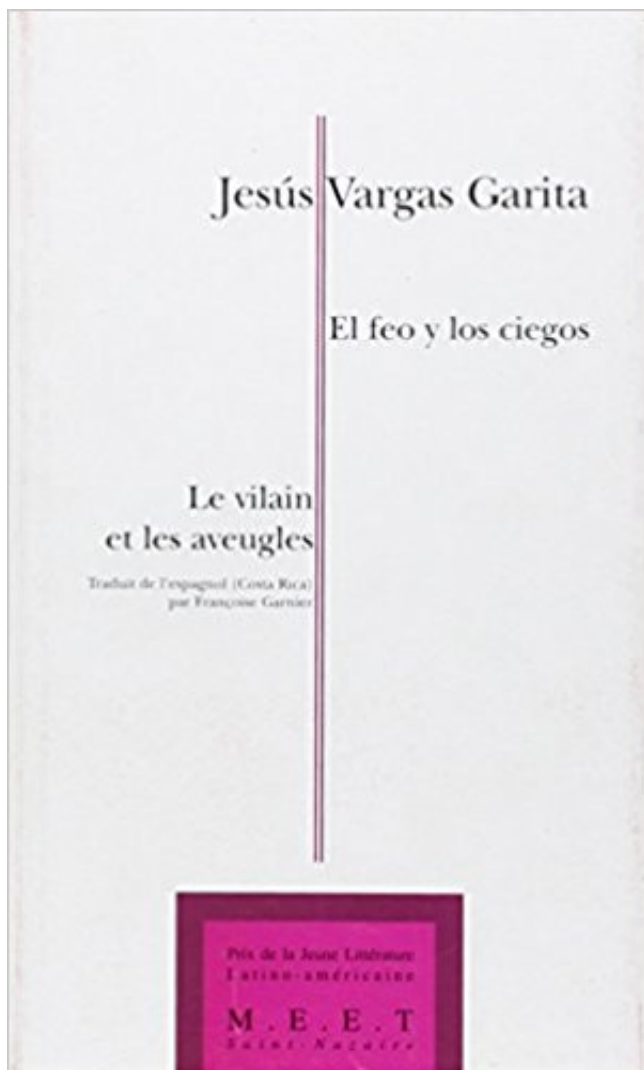 Jesús Vargas Garita
El feo y los ciegos
Le vilain
et les aveugles
Traduit de l'espagnol (Costa Rica)
par Françoise Garnier
Prix de la Jeune Littérature
Latino-américaine
M.E.E.T
Saint-Nazaire